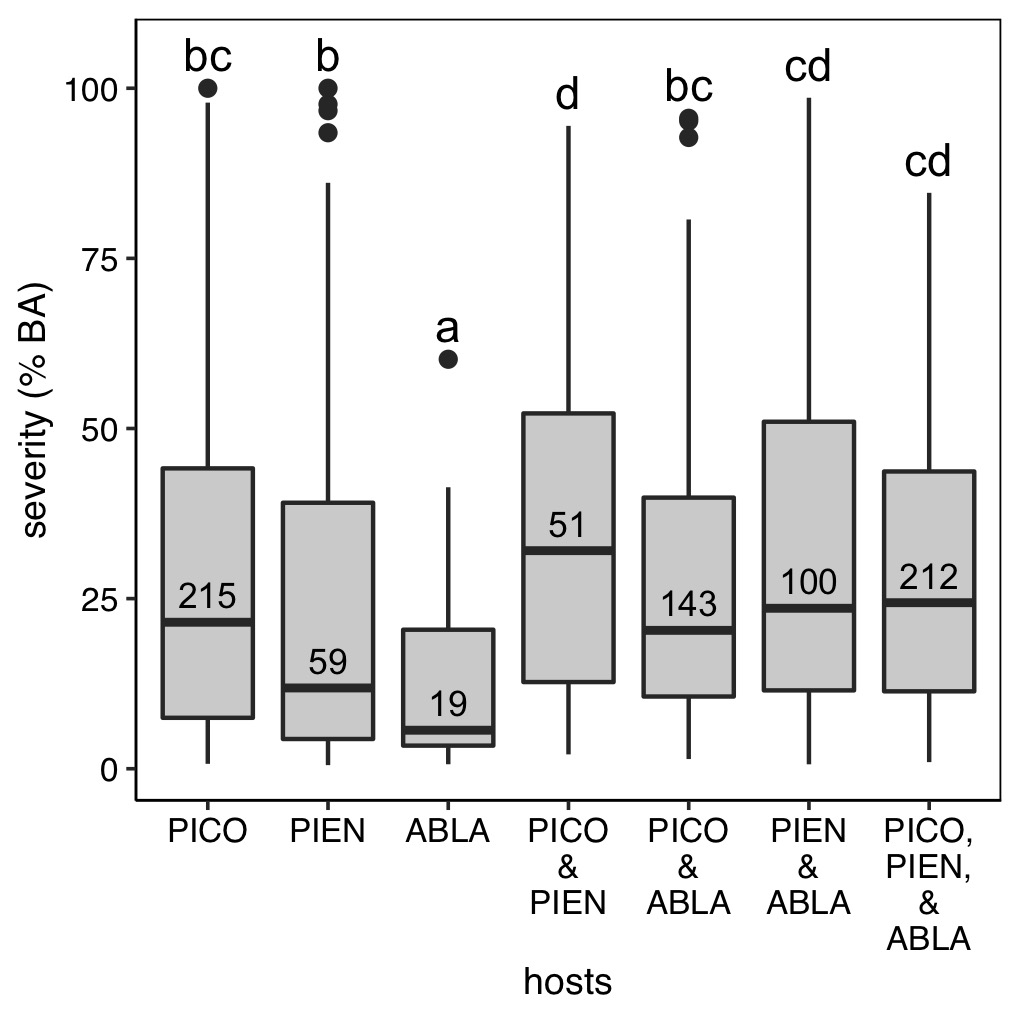 bc
b
a
d
bc
cd
cd
severity (% BA)
100
75
50
25
0
215
59
19
51
143
100
212
PICO
PIEN
ABLA
PICO
&
PIEN
PICO
&
ABLA
PIEN
&
ABLA
PICO,
PIEN,
&
ABLA
hosts